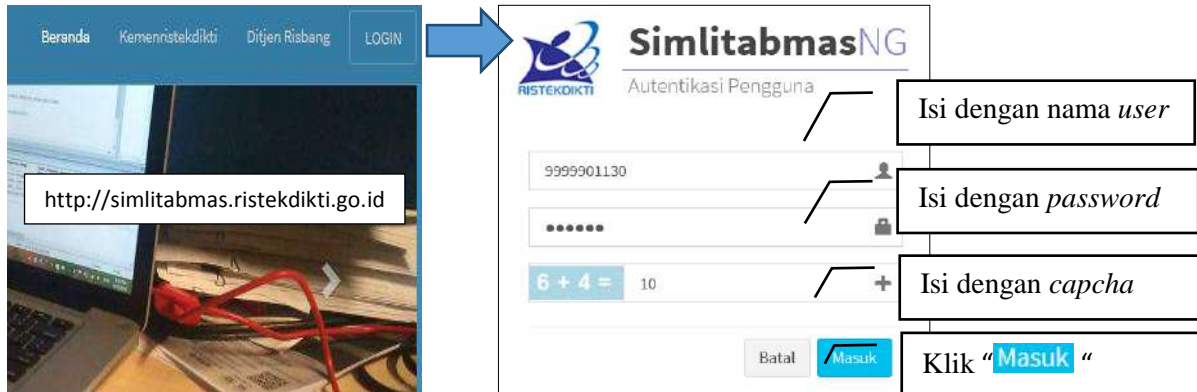 Beranda Kemenristekdikti Ditjen Risbang LOGIN
http://simlitabmas.ristekdikti.go.id
RISTEKDIKTI
SimlitabmasNG
Autentikasi Pengguna
Isi dengan nama user
9999901130
Isi dengan password
••••••
6 + 4 = 10
Isi dengan capcha
Batal Masuk
Klik “Masuk “